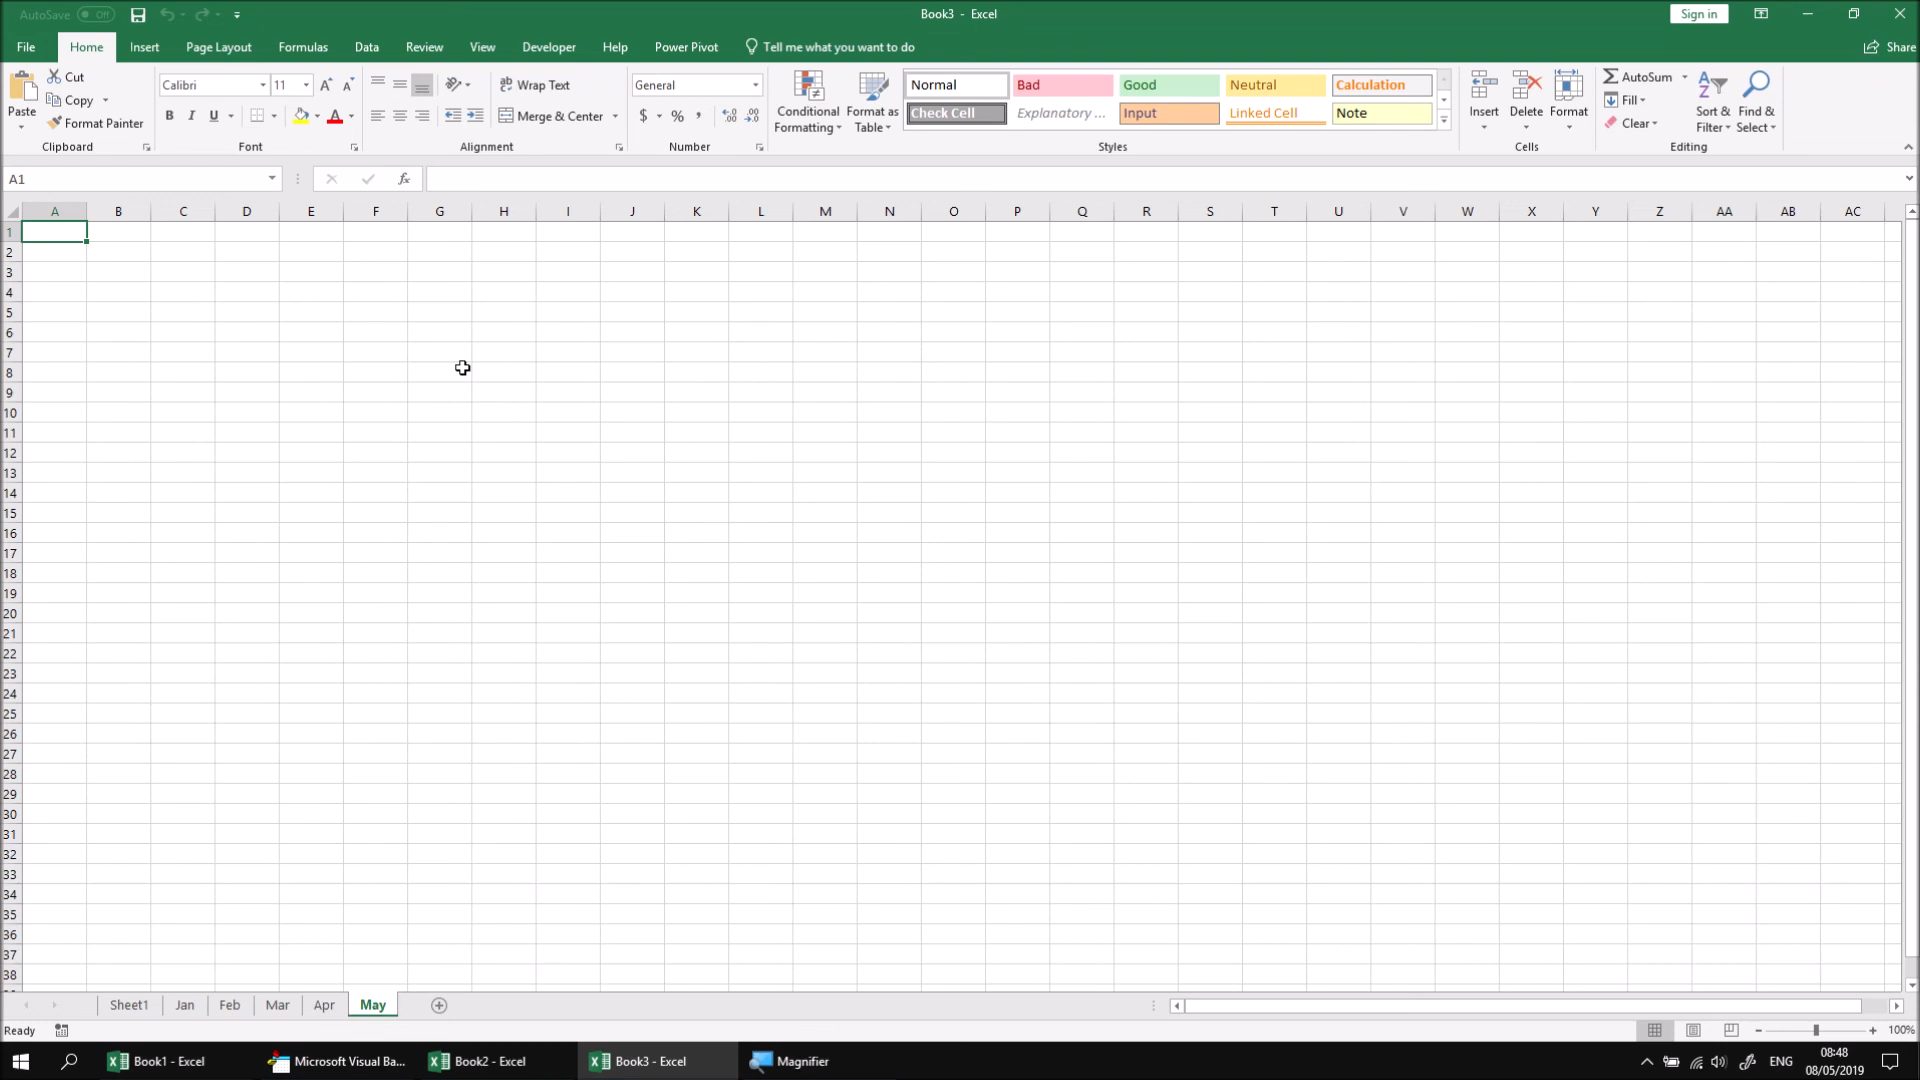 AutoSave Off
Book3 - Excel
Sign in
File Home Insert Page Layout Formulas Data Review View Developer Help Power Pivot Tell me what you want to do Share
Paste
Cut
Copy
Format Painter
Clipboard
Calibri 11
B I U
Font
Wrap Text
Merge & Center
Alignment
General
$ % ,
Number
Conditional Formatting
Format as Table
Normal Bad Good Neutral Calculation
Check Cell Explanatory ... Input Linked Cell Note
Styles
Insert Delete Format
Cells
AutoSum
Fill
Clear
Sort & Filter
Find & Select
Editing
A1
fx
A B C D E F G H I J K L M N O P Q R S T U V W X Y Z AA AB AC
1
2
3
4
5
6
7
8
9
10
11
12
13
14
15
16
17
18
19
20
21
22
23
24
25
26
27
28
29
30
31
32
33
34
35
36
37
38
Sheet1 Jan Feb Mar Apr May
Ready
100%
Book1 - Excel Microsoft Visual Ba... Book2 - Excel Book3 - Excel Magnifier
ENG
08:48
08/05/2019